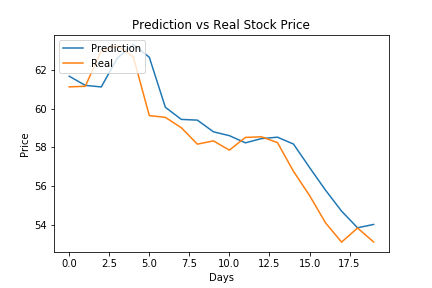 Prediction vs Real Stock Price
Prediction
Real
Price
62
60
58
56
54
0.0 2.5 5.0 7.5 10.0 12.5 15.0 17.5
Days